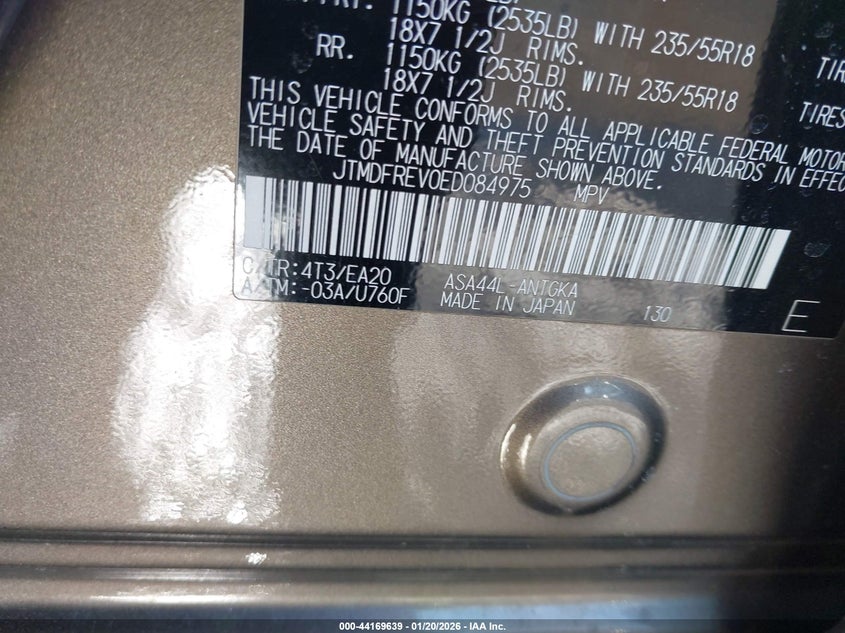 1150KG (2535LB) WITH 235/55R18
18X7 1/2J RIMS.
RR. 1150KG (2535LB) WITH 235/55R18
18X7 1/2J RIMS.
THIS VEHICLE CONFORMS TO ALL APPLICABLE FEDERAL MOTOR
VEHICLE SAFETY AND THEFT PREVENTION STANDARDS IN EFFEC
THE DATE OF MANUFACTURE SHOWN ABOVE.
JTMDFREV0ED084975 MPV
C/TR:4T3/EA20 ASA44L-ANTGKA
A/TM:-03A/U760F MADE IN JAPAN 130 E
000-44169639 - 01/20/2026 - IAA Inc.